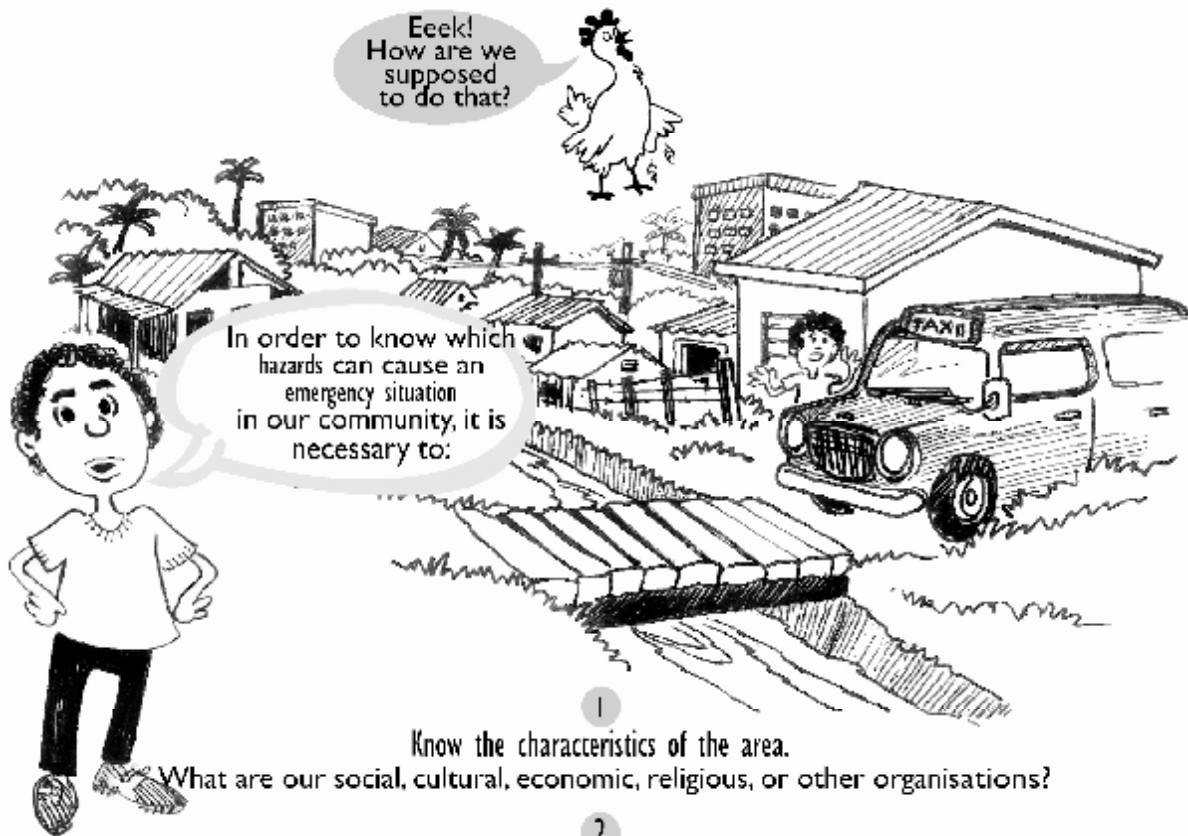 Eeek!
How are we
supposed
to do that?
In order to know which
hazards can cause an
emergency situation
in our community, it is
necessary to:
TAXI
1
Know the characteristics of the area.
What are our social, cultural, economic, religious, or other organisations?
2